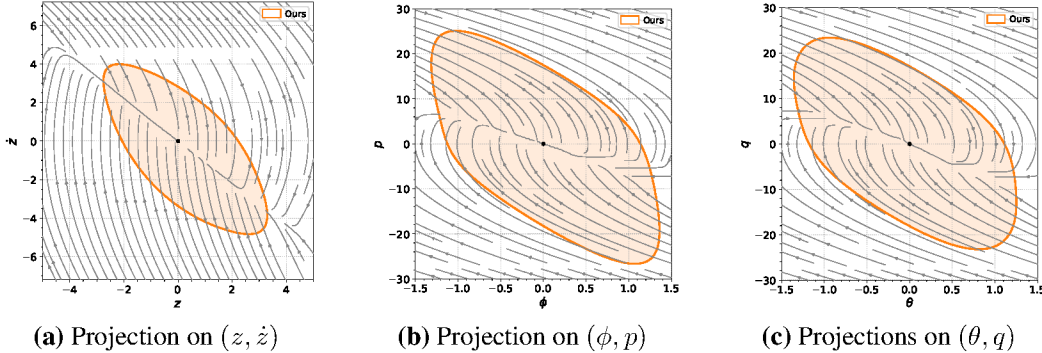 Ours
6
4
2
0
−2
−4
−6
ż
−4 −2 0 2 4
z
(a) Projection on (z, ż)
Ours
30
20
10
0
−10
−20
−30
p
−1.5 −1.0 −0.5 0.0 0.5 1.0 1.5
ϕ
(b) Projection on (ϕ, p)
Ours
30
20
10
0
−10
−20
−30
q
−1.5 −1.0 −0.5 0.0 0.5 1.0 1.5
θ
(c) Projections on (θ, q)